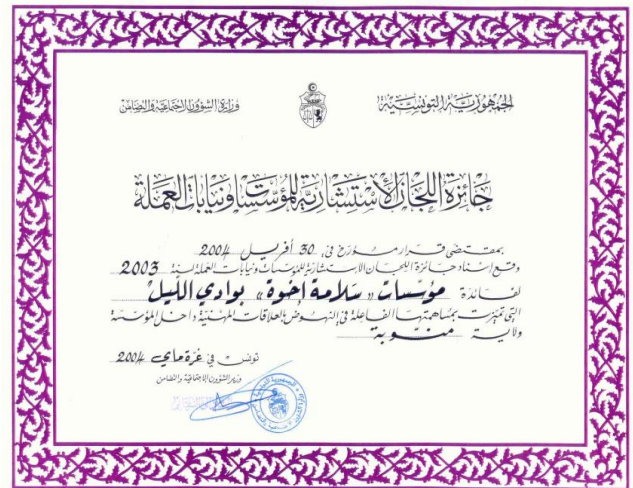 الجمهورية التونسية
وزارة الشؤون الاجتماعية والتضامن
جائزة اللجان الاستشارية للمؤسسات ونيابات العملة
بمقتضى قرار مؤرخ في، 30 أفريل 2004
وقع إسناد جائزة اللجان الاستشارية للمؤسسات ونيابات العملة لسنة 2003
لفائدة مؤسسات «سلامة إخوة» بوادي الليل
التي تميزت بمساهمتها الفاعلة في النهوض بالعلاقات المهنية داخل المؤسسة
ولاية منوبة
تونس في غرة ماي 2004
وزير الشؤون الاجتماعية والتضامن